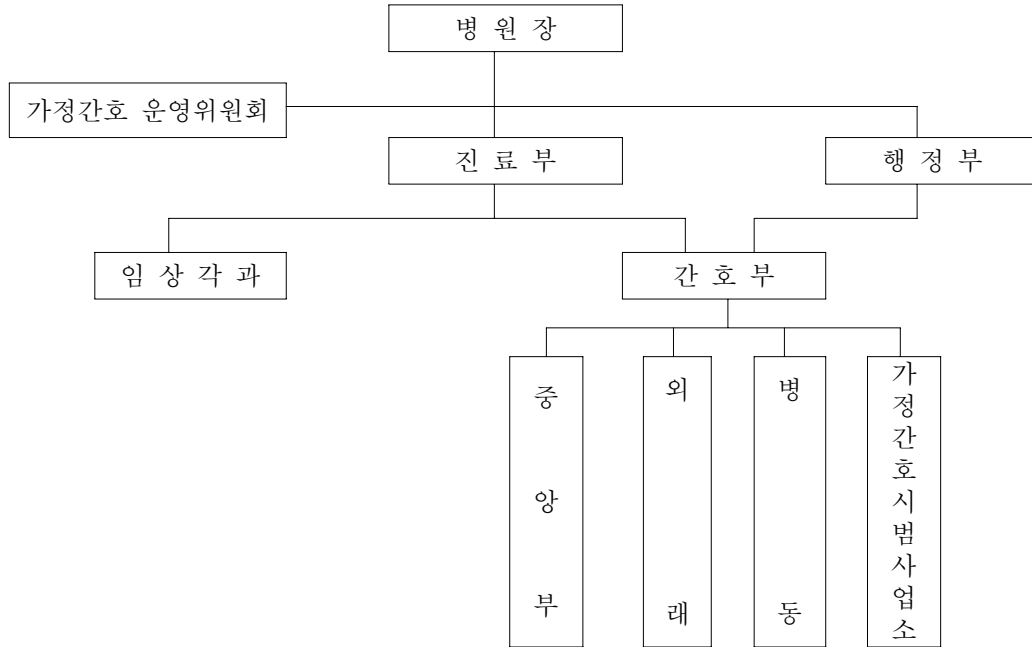 병 원 장
가정간호 운영위원회
진 료 부
행 정 부
임 상 각 과
간 호 부
중 앙 부
외 래
병 동
가정간호시범사업소